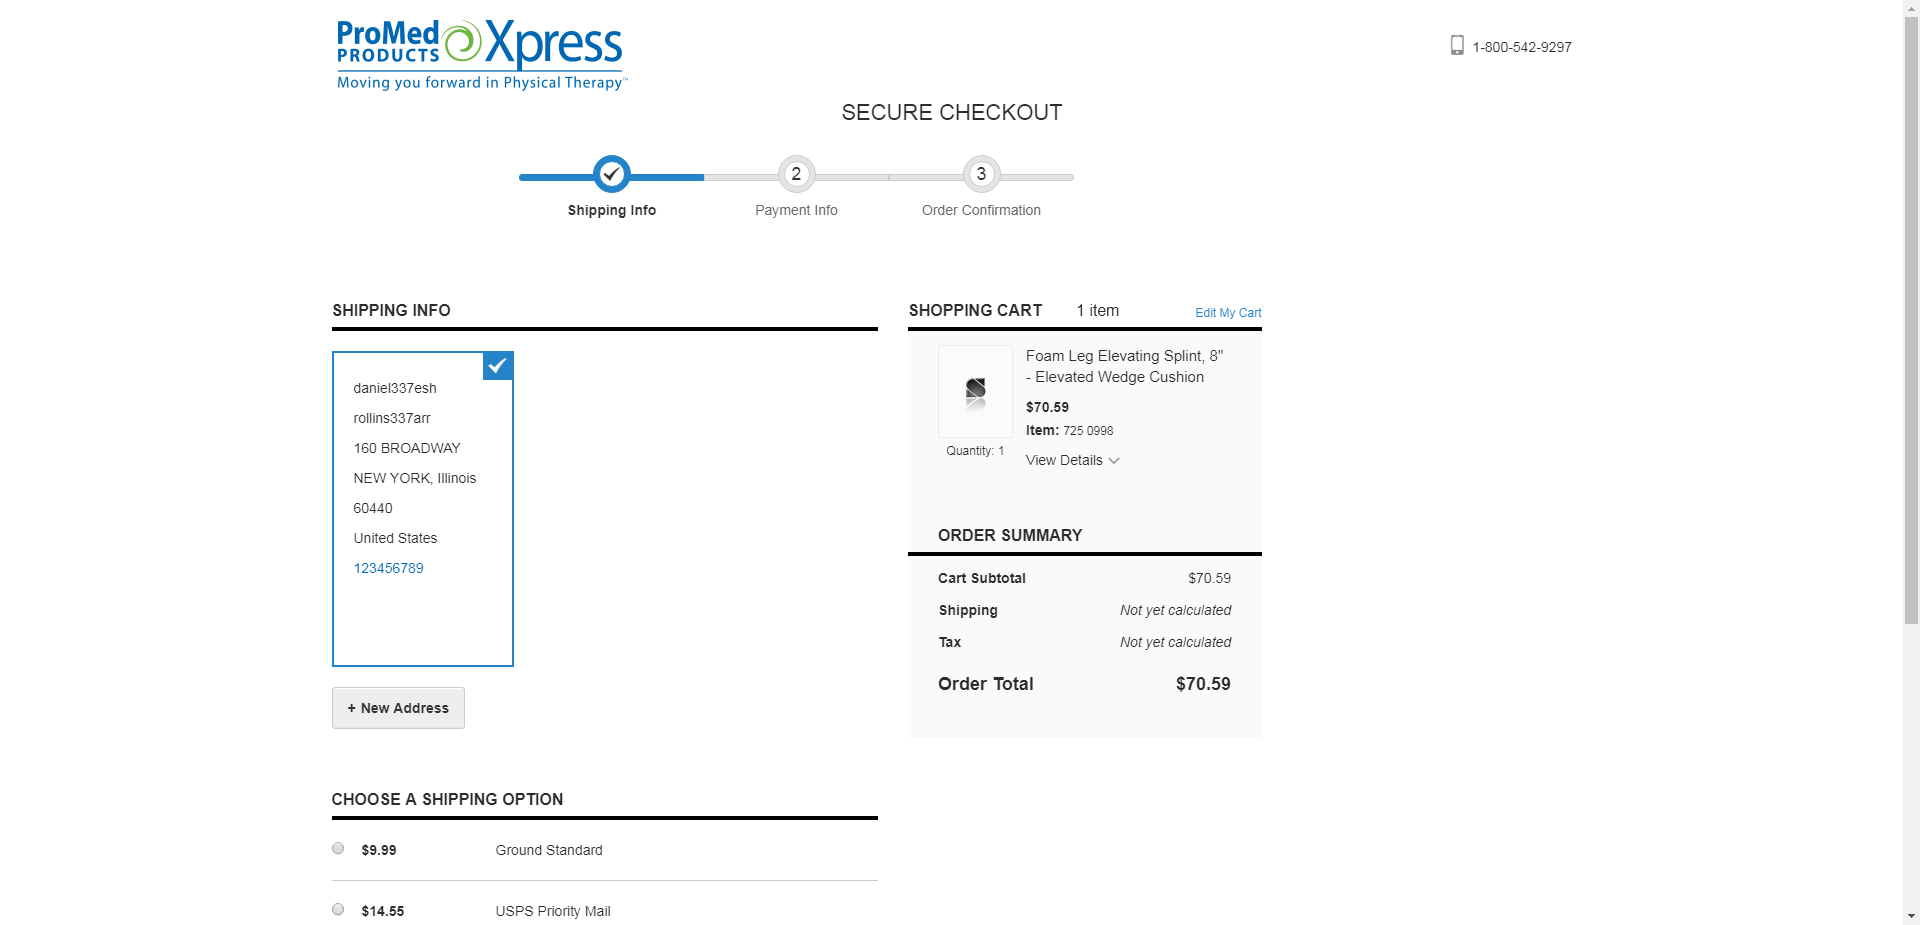 ProMed Xpress
PRODUCTS
Moving you forward in Physical Therapy™
1-800-542-9297
SECURE CHECKOUT
2
3
Shipping Info
Payment Info
Order Confirmation
SHIPPING INFO
daniel337esh
rollins337arr
160 BROADWAY
NEW YORK, Illinois
60440
United States
123456789
+ New Address
SHOPPING CART 1 item Edit My Cart
Foam Leg Elevating Splint, 8"
- Elevated Wedge Cushion
$70.59
Item: 725 0998
Quantity: 1
View Details
ORDER SUMMARY
Cart Subtotal $70.59
Shipping Not yet calculated
Tax Not yet calculated
Order Total $70.59
CHOOSE A SHIPPING OPTION
$9.99 Ground Standard
$14.55 USPS Priority Mail